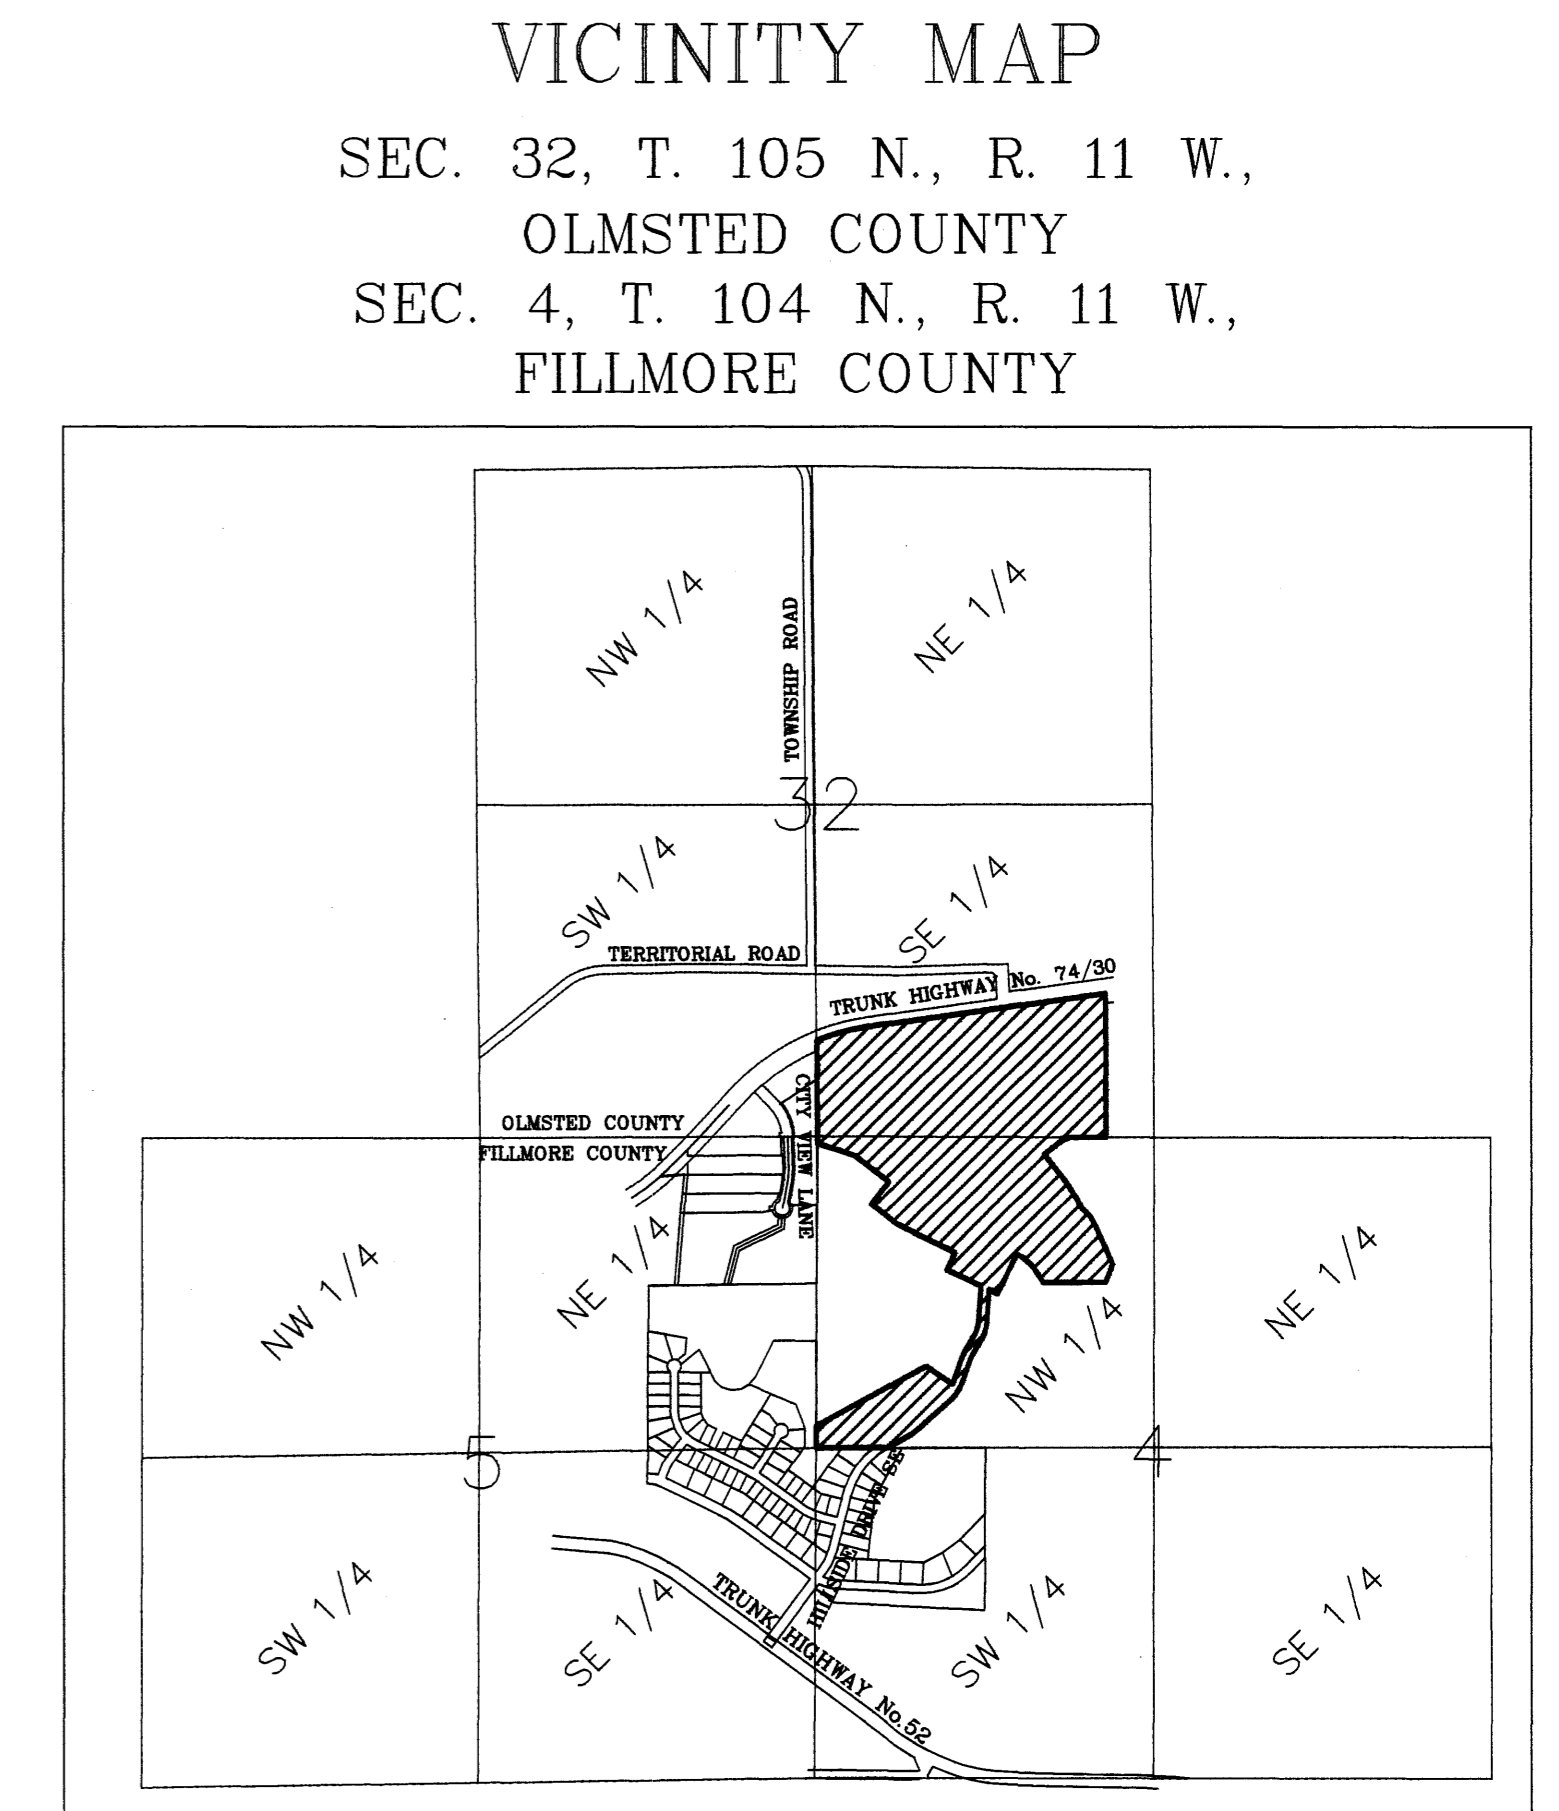 VICINITY MAP
SEC. 32, T. 105 N., R. 11 W.,
OLMSTED COUNTY
SEC. 4, T. 104 N., R. 11 W.,
FILLMORE COUNTY
NW 1/4
TOWNSHIP ROAD
NE 1/4
32
SW 1/4
SE 1/4
TERRITORIAL ROAD
TRUNK HIGHWAY No. 74/30
CITY VIEW LANE
OLMSTED COUNTY
FILLMORE COUNTY
NW 1/4
NE 1/4
NW 1/4
NE 1/4
5
4
HILLSIDE DRIVE SE
SW 1/4
SE 1/4
TRUNK HIGHWAY No. 52
SW 1/4
SE 1/4